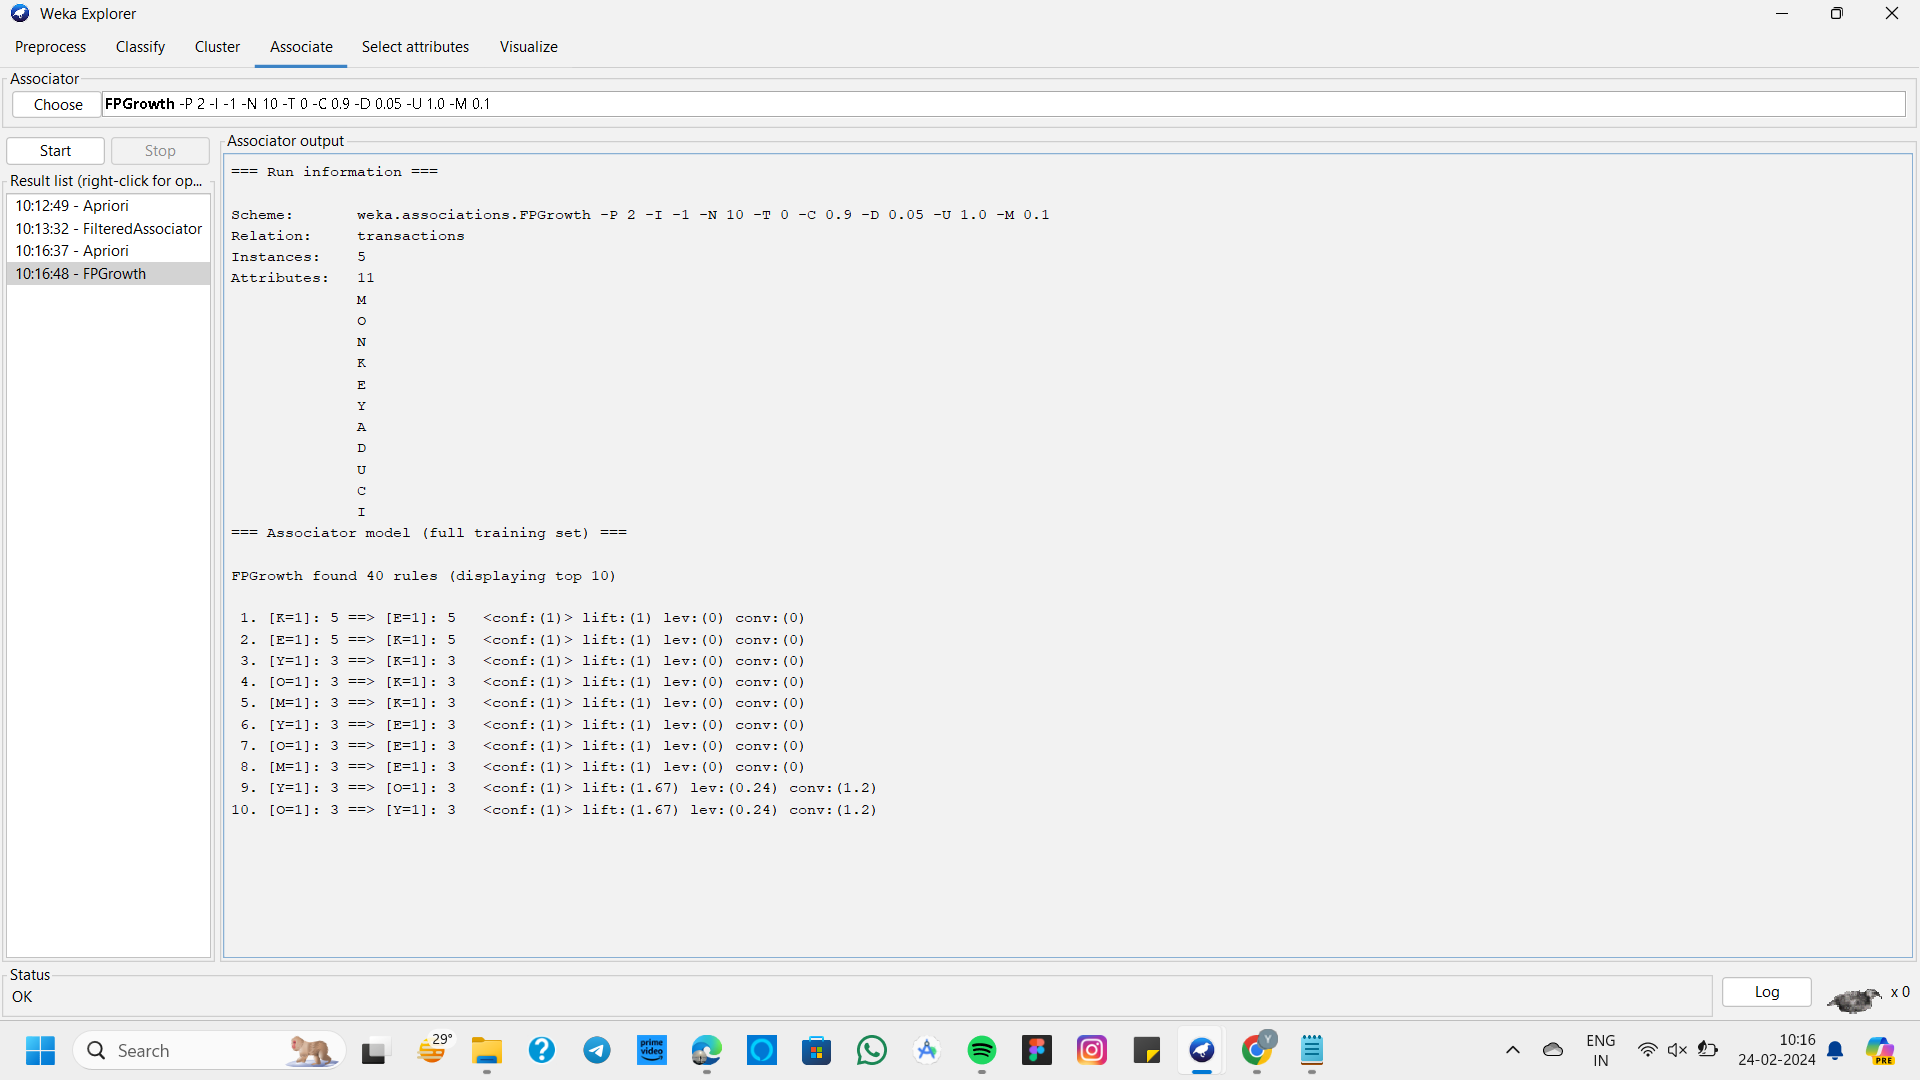 Weka Explorer
Preprocess Classify Cluster Associate Select attributes Visualize
Associator
Choose FPGrowth -P 2 -I -1 -N 10 -T 0 -C 0.9 -D 0.05 -U 1.0 -M 0.1
Start Stop
Result list (right-click for op...
10:12:49 - Apriori
10:13:32 - FilteredAssociator
10:16:37 - Apriori
10:16:48 - FPGrowth
Associator output
=== Run information ===
Scheme: weka.associations.FPGrowth -P 2 -I -1 -N 10 -T 0 -C 0.9 -D 0.05 -U 1.0 -M 0.1
Relation: transactions
Instances: 5
Attributes: 11
M
O
N
K
E
Y
A
D
U
C
I
=== Associator model (full training set) ===
FPGrowth found 40 rules (displaying top 10)
1. [K=1]: 5 ==> [E=1]: 5 <conf:(1)> lift:(1) lev:(0) conv:(0)
2. [E=1]: 5 ==> [K=1]: 5 <conf:(1)> lift:(1) lev:(0) conv:(0)
3. [Y=1]: 3 ==> [K=1]: 3 <conf:(1)> lift:(1) lev:(0) conv:(0)
4. [O=1]: 3 ==> [K=1]: 3 <conf:(1)> lift:(1) lev:(0) conv:(0)
5. [M=1]: 3 ==> [K=1]: 3 <conf:(1)> lift:(1) lev:(0) conv:(0)
6. [Y=1]: 3 ==> [E=1]: 3 <conf:(1)> lift:(1) lev:(0) conv:(0)
7. [O=1]: 3 ==> [E=1]: 3 <conf:(1)> lift:(1) lev:(0) conv:(0)
8. [M=1]: 3 ==> [E=1]: 3 <conf:(1)> lift:(1) lev:(0) conv:(0)
9. [Y=1]: 3 ==> [O=1]: 3 <conf:(1)> lift:(1.67) lev:(0.24) conv:(1.2)
10. [O=1]: 3 ==> [Y=1]: 3 <conf:(1)> lift:(1.67) lev:(0.24) conv:(1.2)
Status
OK
Log
x 0
Search
29°
prime video
Y
ENG
IN
10:16
24-02-2024
PRE